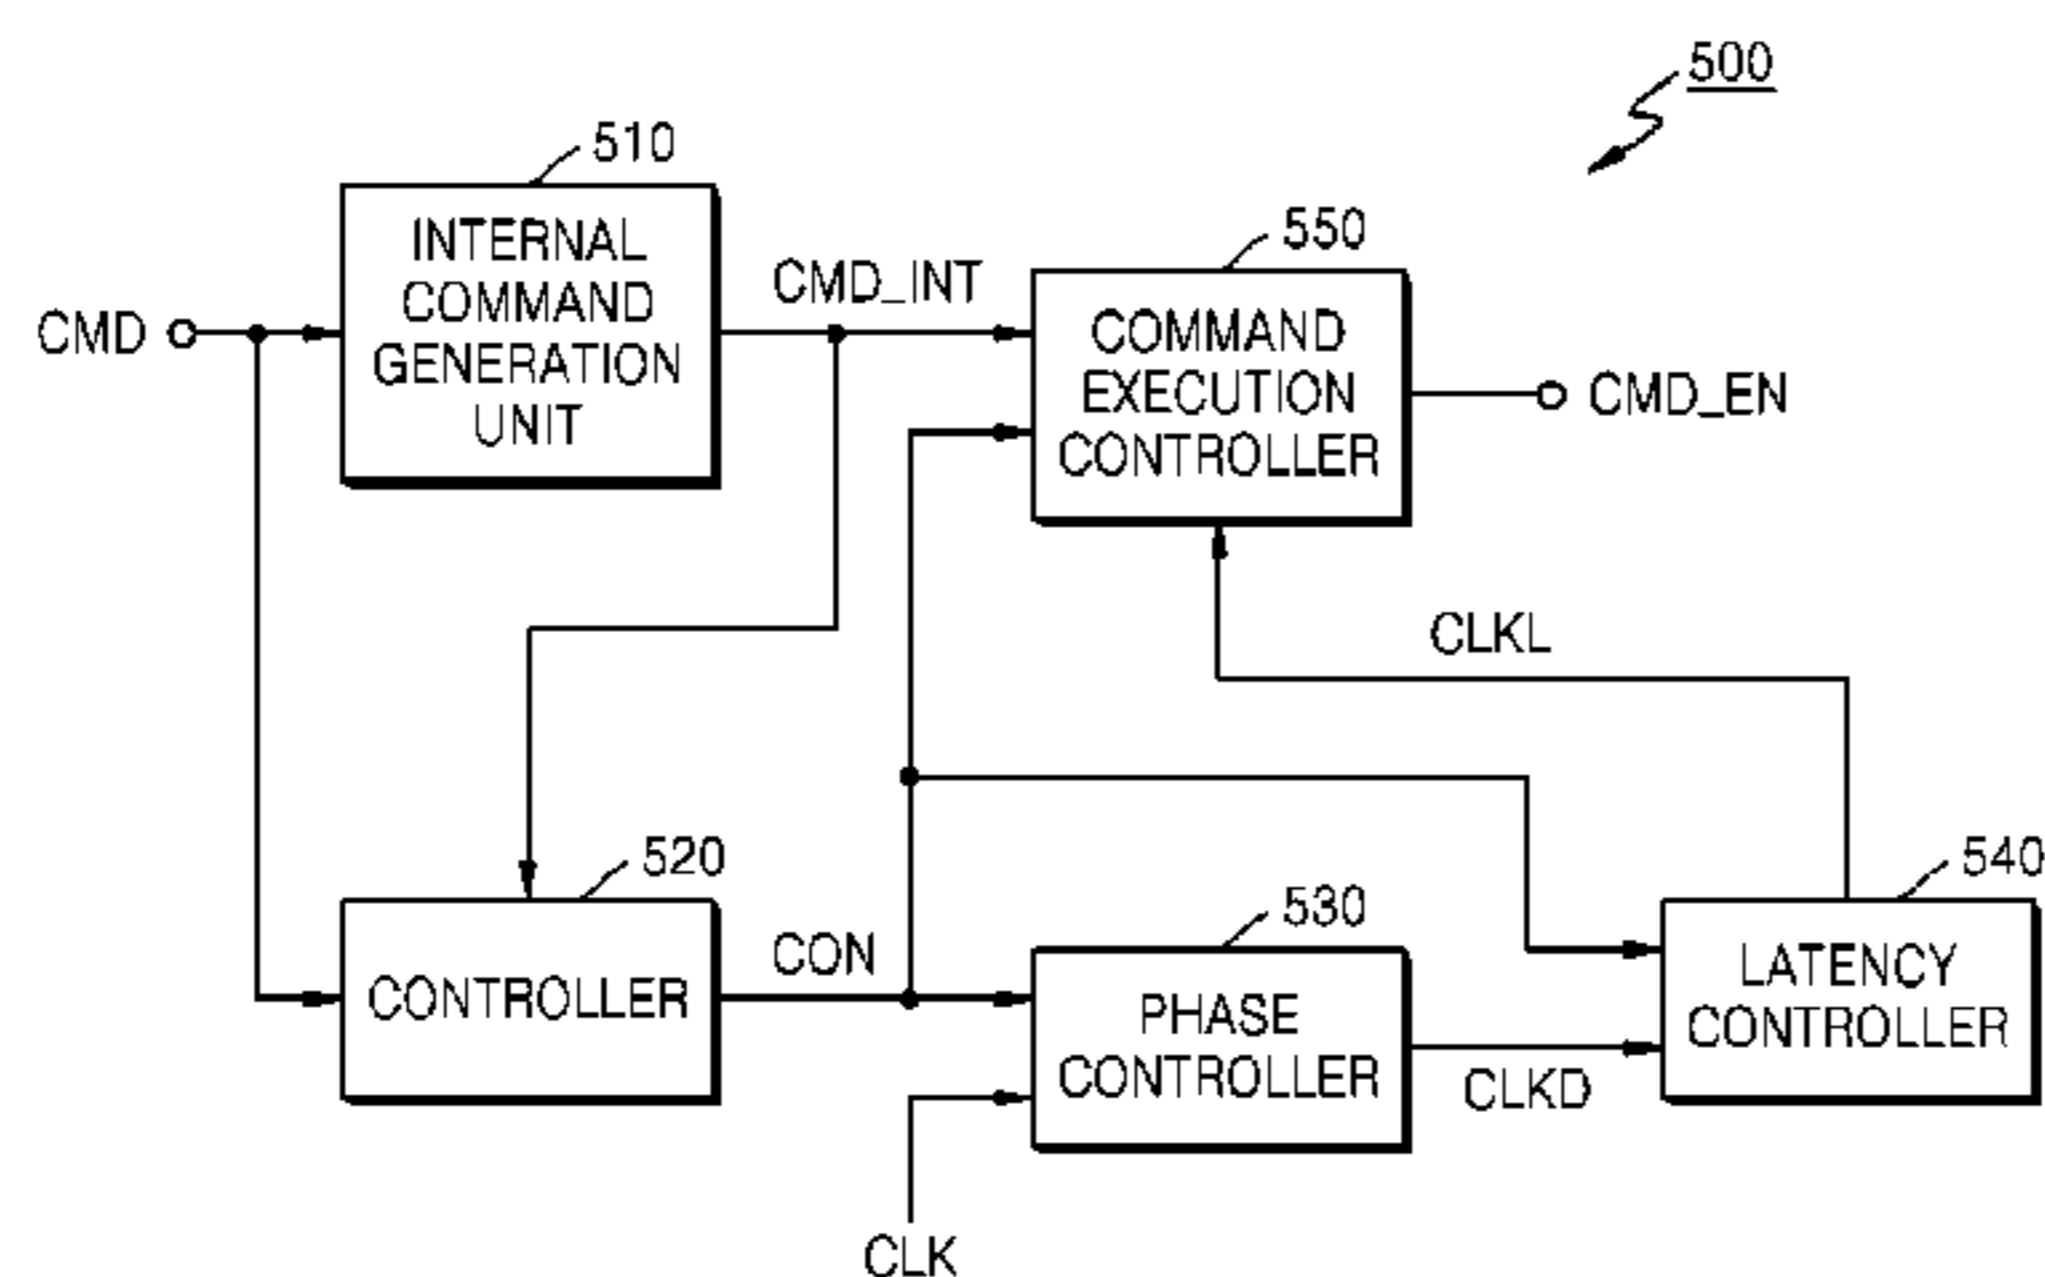 500
510
INTERNAL
COMMAND
GENERATION
UNIT
CMD
CMD_INT
550
COMMAND
EXECUTION
CONTROLLER
CMD_EN
CLKL
520
CONTROLLER
CON
530
PHASE
CONTROLLER
CLK
CLKD
540
LATENCY
CONTROLLER